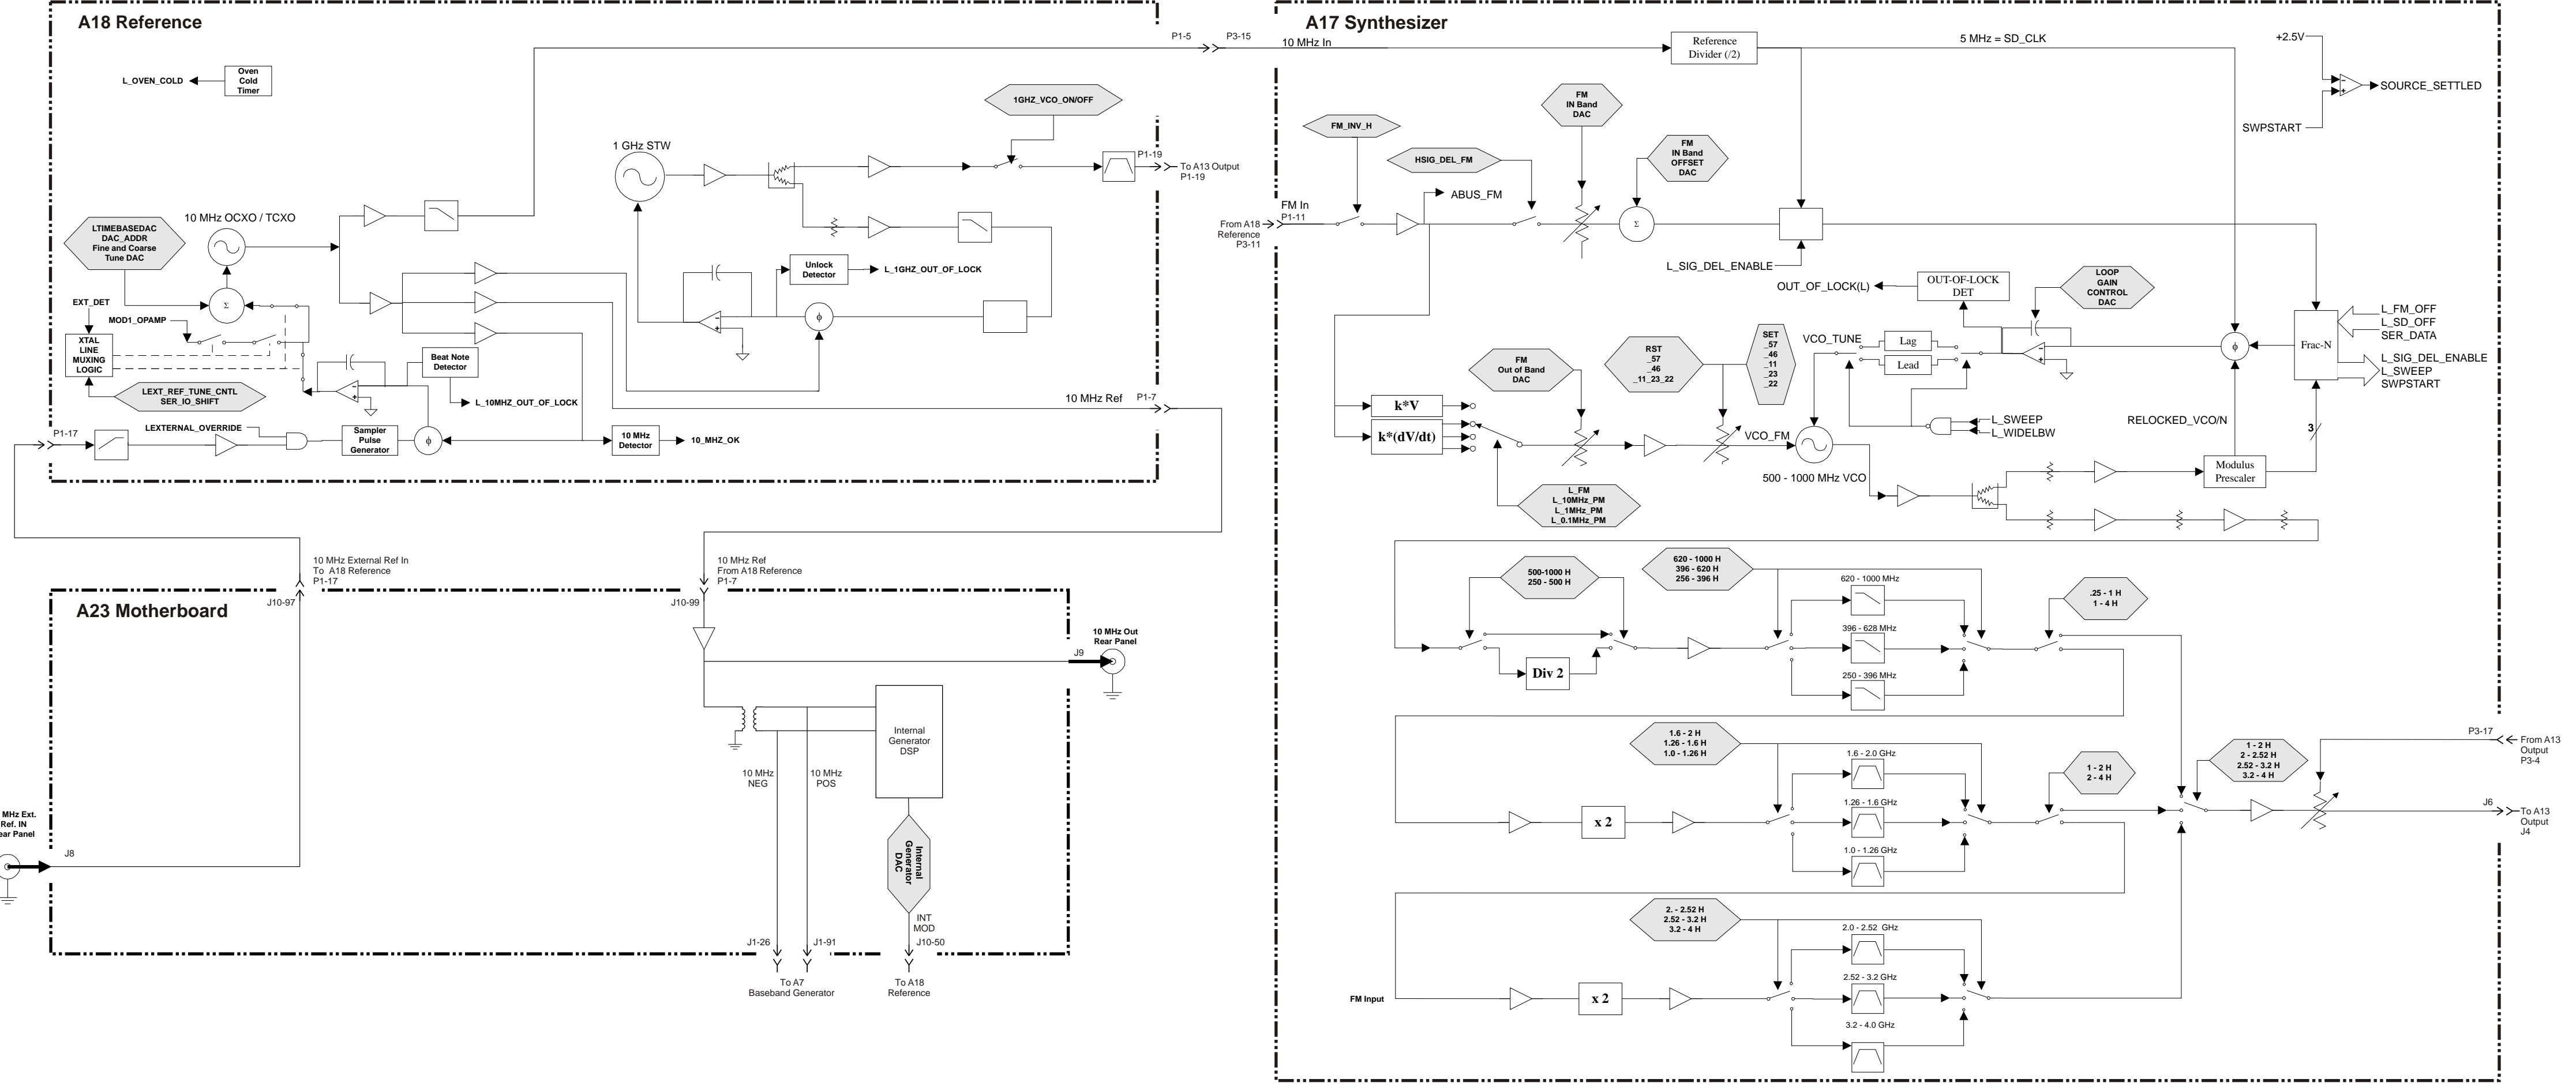 A18 Reference
L_OVEN_COLD
Oven
Cold
Timer
P1-5
P3-15
1GHZ_VCO_ON/OFF
1 GHz STW
P1-19
To A13 Output
P1-19
10 MHz OCXO / TCXO
LTIMEBASEDAC
DAC_ADDR
Fine and Coarse
Tune DAC
Σ
EXT_DET
MOD1_OPAMP
XTAL
LINE
MUXING
LOGIC
LEXT_REF_TUNE_CNTL
SER_IO_SHIFT
Beat Note
Detector
L_10MHZ_OUT_OF_LOCK
Unlock
Detector
L_1GHZ_OUT_OF_LOCK
ϕ
-
+
-
+
10 MHz Ref
P1-7
P1-17
LEXTERNAL_OVERRIDE
Sampler
Pulse
Generator
ϕ
10 MHz
Detector
10_MHZ_OK
10 MHz External Ref In
To A18 Reference
P1-17
10 MHz Ref
From A18 Reference
P1-7
A23 Motherboard
J10-97
J10-99
10 MHz Out
Rear Panel
J9
Internal
Generator
DSP
10 MHz
NEG
10 MHz
POS
Internal
Generator
DAC
INT
MOD
MHz Ext.
Ref. IN
ear Panel
J8
J1-26
J1-91
J10-50
To A7
Baseband Generator
To A18
Reference
A17 Synthesizer
10 MHz In
Reference
Divider (/2)
5 MHz = SD_CLK
+2.5V
-
+
SOURCE_SETTLED
SWPSTART
FM_INV_H
HSIG_DEL_FM
FM
IN Band
DAC
FM
IN Band
OFFSET
DAC
ABUS_FM
FM In
P1-11
From A18
Reference
P3-11
Σ
L_SIG_DEL_ENABLE
OUT_OF_LOCK(L)
OUT-OF-LOCK
DET
LOOP
GAIN
CONTROL
DAC
L_FM_OFF
L_SD_OFF
SER_DATA
Frac-N
L_SIG_DEL_ENABLE
L_SWEEP
SWPSTART
VCO_TUNE
Lag
Lead
-
+
ϕ
FM
Out of Band
DAC
RST
_57
_46
_11_23_22
SET
_57
_46
_11
_23
_22
k*V
k*(dV/dt)
L_SWEEP
L_WIDELBW
RELOCKED_VCO/N
3
VCO_FM
500 - 1000 MHz VCO
Modulus
Prescaler
L_FM
L_10MHz_PM
L_1MHz_PM
L_0.1MHz_PM
500-1000 H
250 - 500 H
620 - 1000 H
396 - 620 H
256 - 396 H
620 - 1000 MHz
396 - 628 MHz
250 - 396 MHz
.25 - 1 H
1 - 4 H
Div 2
1.6 - 2 H
1.26 - 1.6 H
1.0 - 1.26 H
1.6 - 2.0 GHz
1.26 - 1.6 GHz
1.0 - 1.26 GHz
1 - 2 H
2 - 4 H
1 - 2 H
2 - 2.52 H
2.52 - 3.2 H
3.2 - 4 H
P3-17
From A13
Output
P3-4
x 2
J6
To A13
Output
J4
2. - 2.52 H
2.52 - 3.2 H
3.2 - 4 H
2.0 - 2.52 GHz
2.52 - 3.2 GHz
3.2 - 4.0 GHz
FM Input
x 2